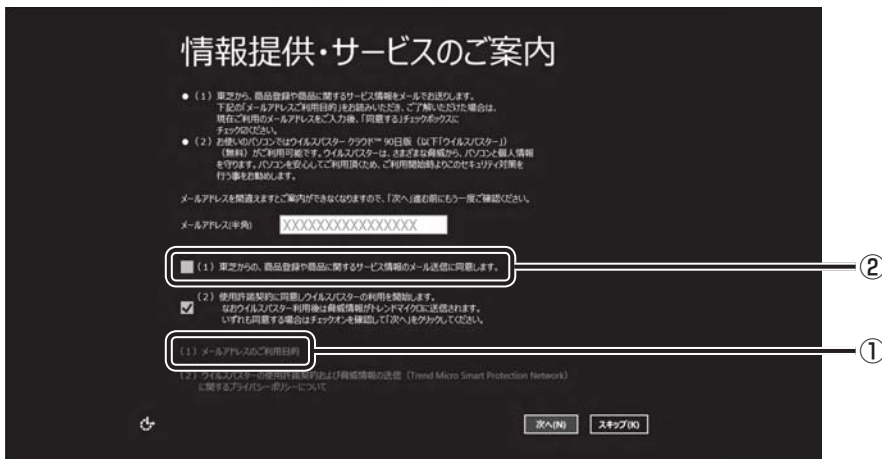 情報提供・サービスのご案内
● (1) 東芝から、商品登録や商品に関するサービス情報をメールでお送りします。
下記の「メールアドレスご利用目的」をお読みいただき、ご了解いただけた場合は、
現在ご利用のメールアドレスをご入力後、「同意する」チェックボックスに
チェックください。
● (2) お使いのパソコンではウイルスバスター クラウド™ 90日版(以下「ウイルスバスター」)
(無料)がご利用可能です。ウイルスバスターは、さまざまな脅威から、パソコンと個人情報
を守ります。パソコンを安心してご利用頂くため、ご利用開始時よりこのセキュリティ対策を
行う事をお勧めします。
メールアドレスを間違えますとご案内ができなくなりますので、「次へ」進む前にもう一度ご確認ください。
メールアドレス(半角) XXXXXXXXXXXXXXXXX
(1) 東芝からの、商品登録や商品に関するサービス情報のメール送信に同意します。
②
(2) 使用許諾契約に同意しウイルスバスターの利用を開始します。
なおウイルスバスター利用後は脅威情報がトレンドマイクロに送信されます。
いずれも同意する場合はチェックオンを確認して「次へ」をクリックしてください。
(1) メールアドレスのご利用目的
①
(2) ウイルスバスターの使用許諾契約および脅威情報の送信 (Trend Micro Smart Protection Network)
に関するプライバシーポリシーについて
次へ(N) スキップ(K)